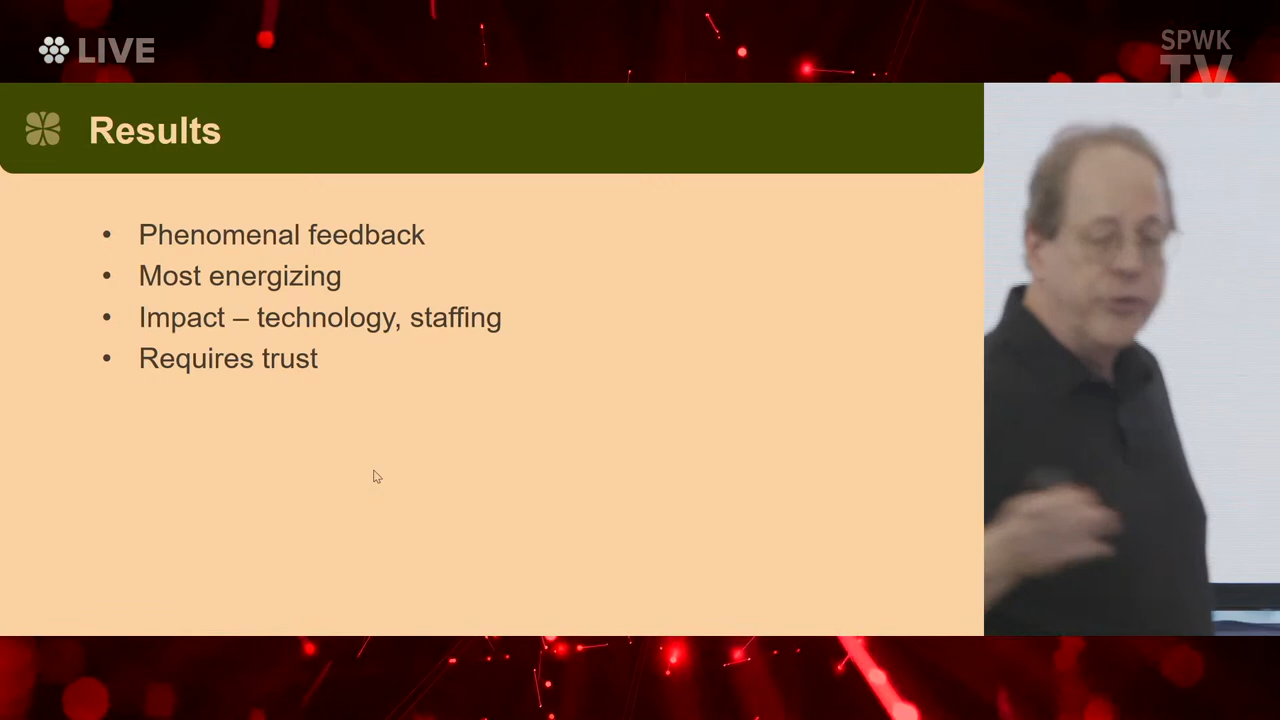 LIVE
SPWK
TV
Results
• Phenomenal feedback
• Most energizing
• Impact – technology, staffing
• Requires trust